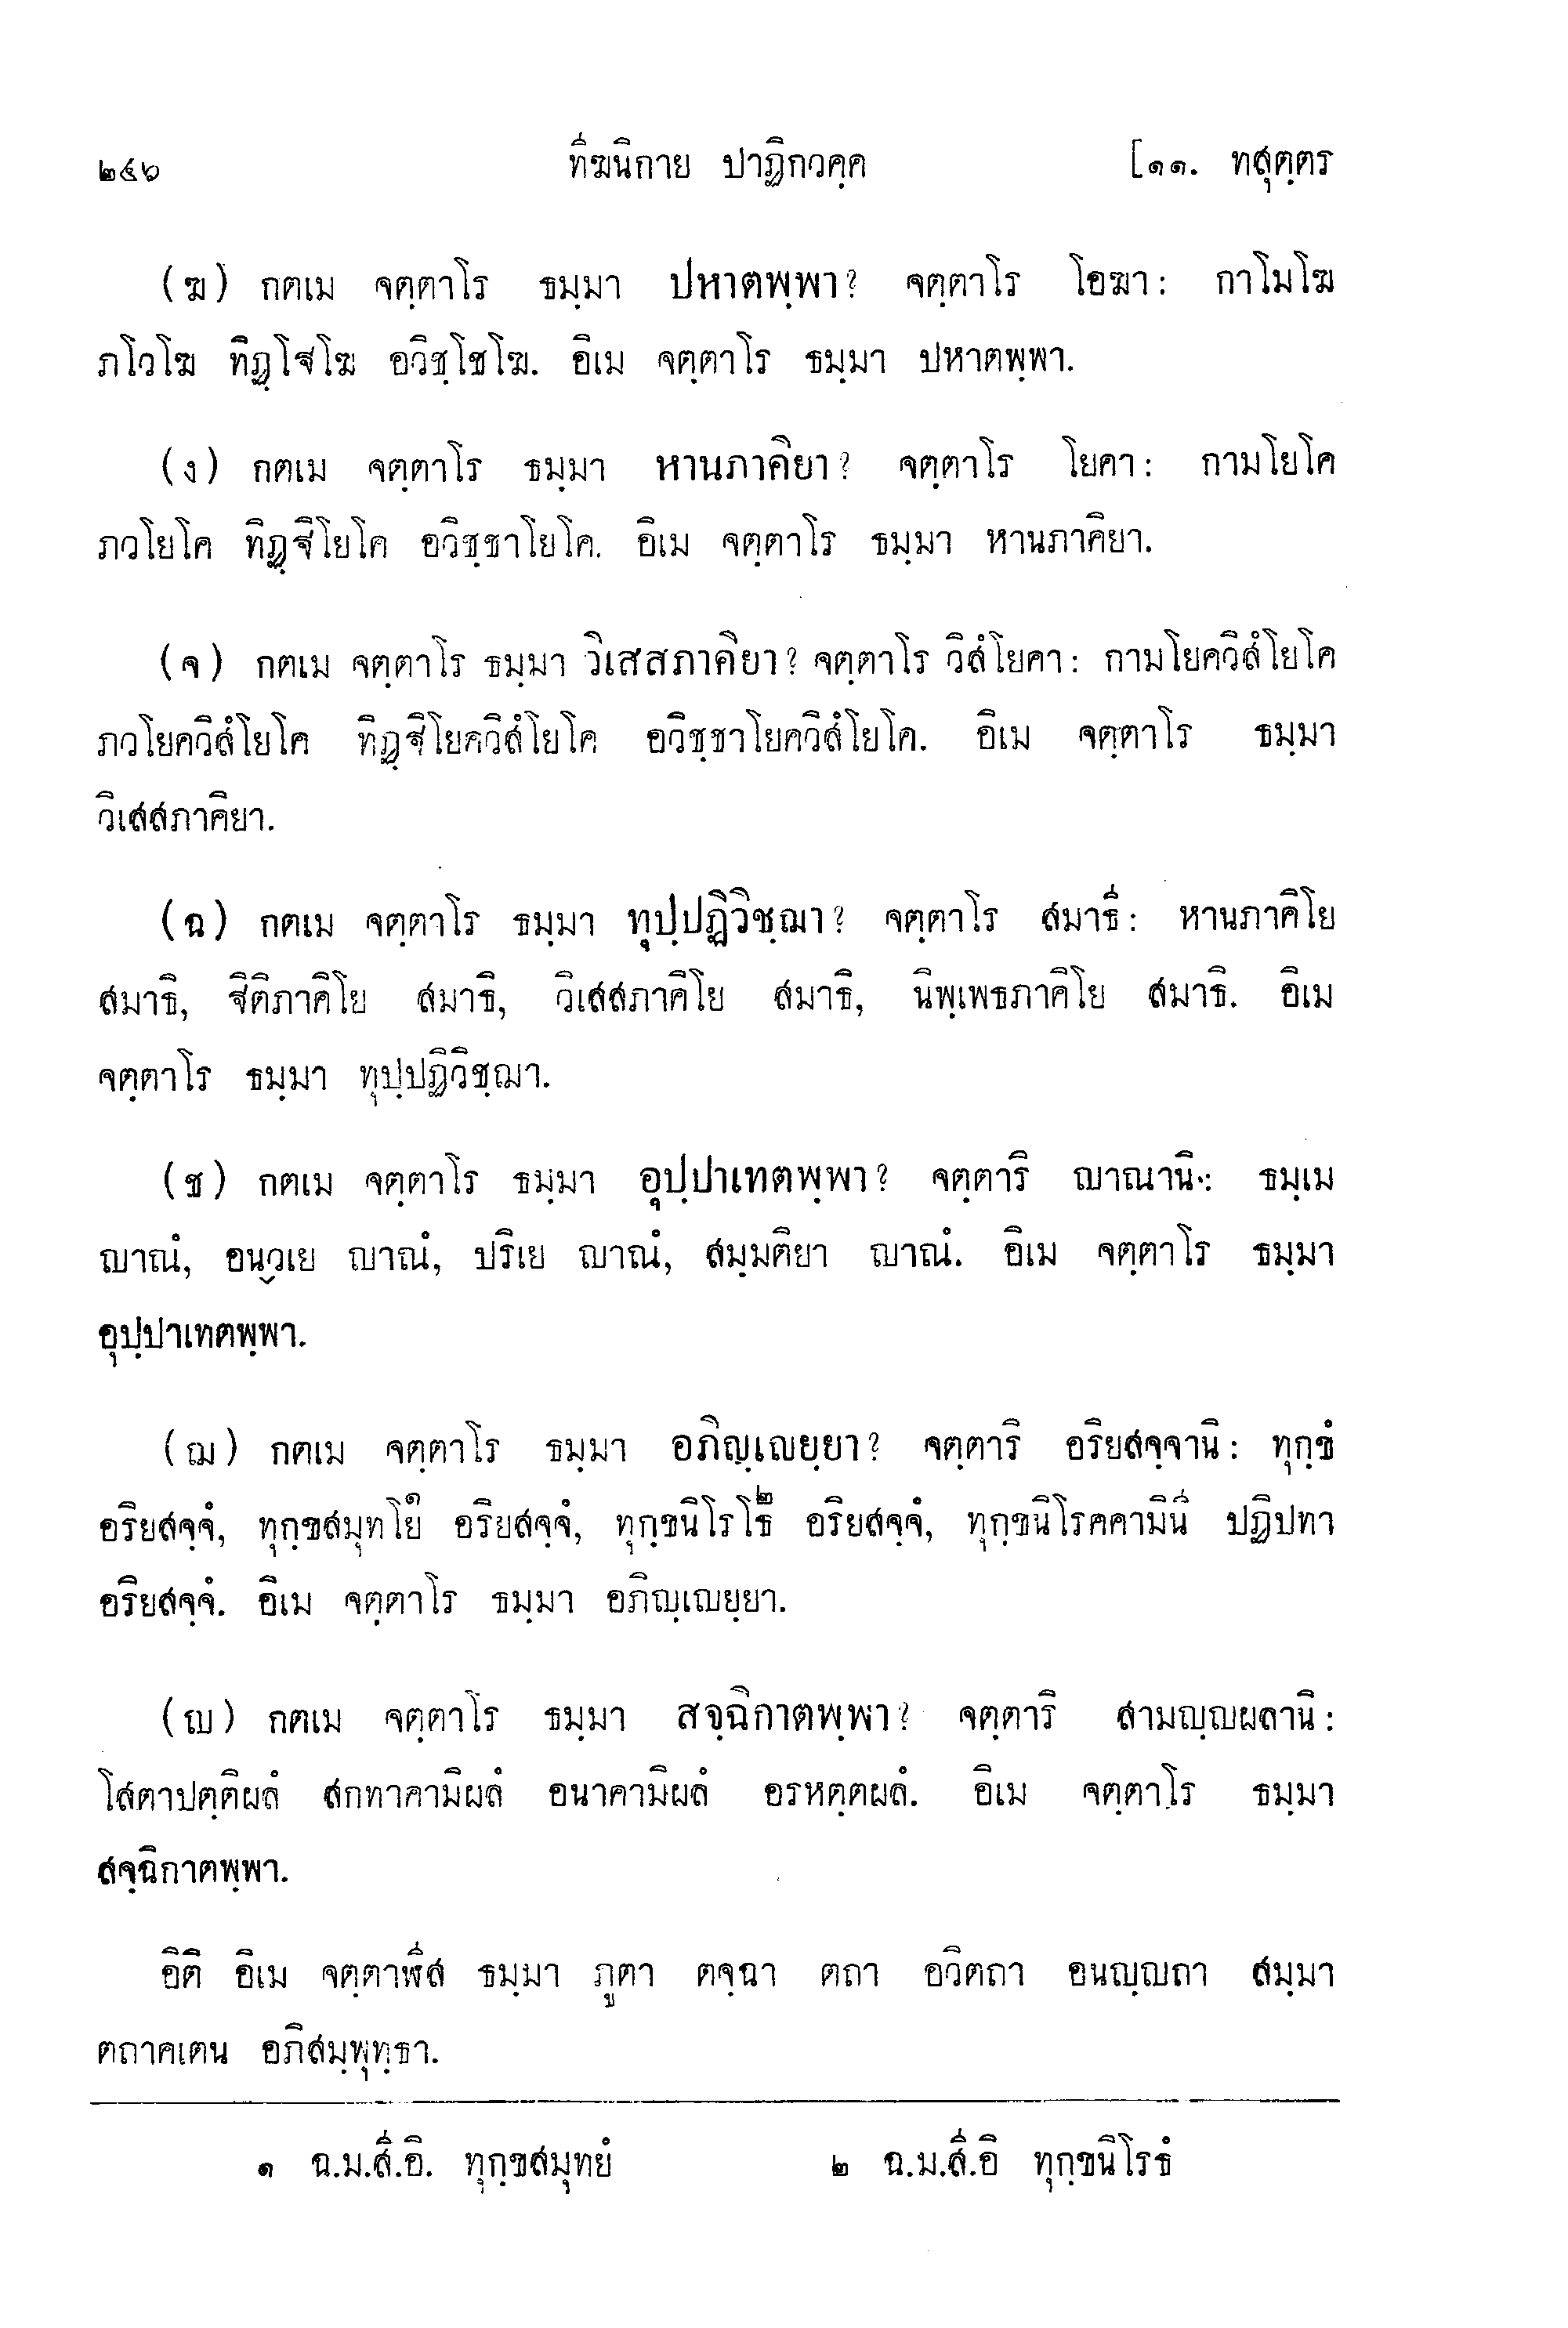 ๒๕๖ ทีฆนิกาย ปาฏิกวคฺค [๑๑. ทสุตฺตร
(ฆ) กตเม จตฺตาโร ธมฺมา ปหาตพฺพา? จตฺตาโร โอฆา: กาโมโฆ
ภโวโฆ ทิฏฺโฐโฆ อวิชฺโชโฆ. อิเม จตฺตาโร ธมฺมา ปหาตพฺพา.
(ง) กตเม จตฺตาโร ธมฺมา หานภาคิยา? จตฺตาโร โยคา: กามโยโค
ภวโยโค ทิฏฺฐิโยโค อวิชฺชาโยโค. อิเม จตฺตาโร ธมฺมา หานภาคิยา.
(จ) กตเม จตฺตาโร ธมฺมา วิเสสภาคิยา? จตฺตาโร วิสํโยคา: กามโยควิสํโยโค
ภวโยควิสํโยโค ทิฏฺฐิโยควิสํโยโค อวิชฺชาโยควิสํโยโค. อิเม จตฺตาโร ธมฺมา
วิเสสภาคิยา.
(ฉ) กตเม จตฺตาโร ธมฺมา ทุปฺปฏิวิชฺฌา? จตฺตาโร สมาธี: หานภาคิโย
สมาธิ, ฐิติภาคิโย สมาธิ, วิเสสภาคิโย สมาธิ, นิพฺเพธภาคิโย สมาธิ. อิเม
จตฺตาโร ธมฺมา ทุปฺปฏิวิชฺฌา.
(ช) กตเม จตฺตาโร ธมฺมา อุปฺปาเทตพฺพา? จตฺตาริ ญาณานิ: ธมฺเม
ญาณํ, อนฺวเย ญาณํ, ปริเย ญาณํ, สมฺมติยา ญาณํ. อิเม จตฺตาโร ธมฺมา
อุปฺปาเทตพฺพา.
(ฌ) กตเม จตฺตาโร ธมฺมา อภิญฺเญยฺยา? จตฺตาริ อริยสจฺจานิ: ทุกฺขํ
อริยสจฺจํ, ทุกฺขสมุทโย๑ อริยสจฺจํ, ทุกฺขนิโรโธ๒ อริยสจฺจํ, ทุกฺขนิโรคคามินี ปฏิปทา
อริยสจฺจํ. อิเม จตฺตาโร ธมฺมา อภิญฺเญยฺยา.
(ญ) กตเม จตฺตาโร ธมฺมา สจฺฉิกาตพฺพา? จตฺตาริ สามญฺญผลานิ:
โสตาปตฺติผลํ สกทาคามิผลํ อนาคามิผลํ อรหตฺตผลํ. อิเม จตฺตาโร ธมฺมา
สจฺฉิกาตพฺพา.
อิติ อิเม จตฺตาฬีส ธมฺมา ภูตา ตจฺฉา ตถา อวิตถา อนญฺญถา สมฺมา
ตถาคเตน อภิสมฺพุทฺธา.
๑ ฉ.ม.สี.อิ. ทุกฺขสมุทยํ ๒ ฉ.ม.สี.อิ ทุกฺขนิโรธํ